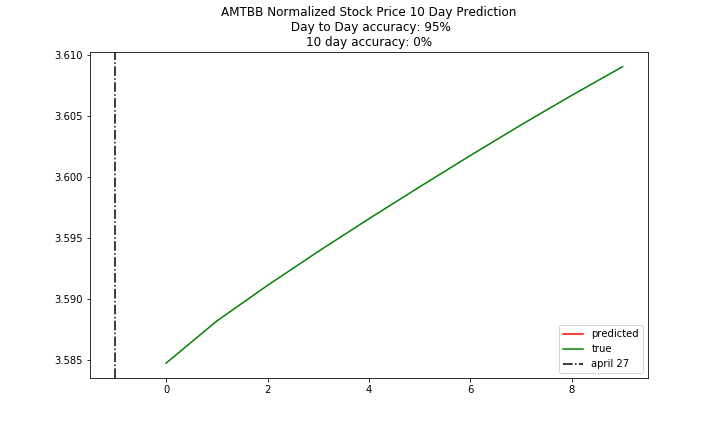 AMTBB Normalized Stock Price 10 Day Prediction
Day to Day accuracy: 95%
10 day accuracy: 0%
3.610
3.605
3.600
3.595
3.590
3.585
predicted
true
april 27
0 2 4 6 8